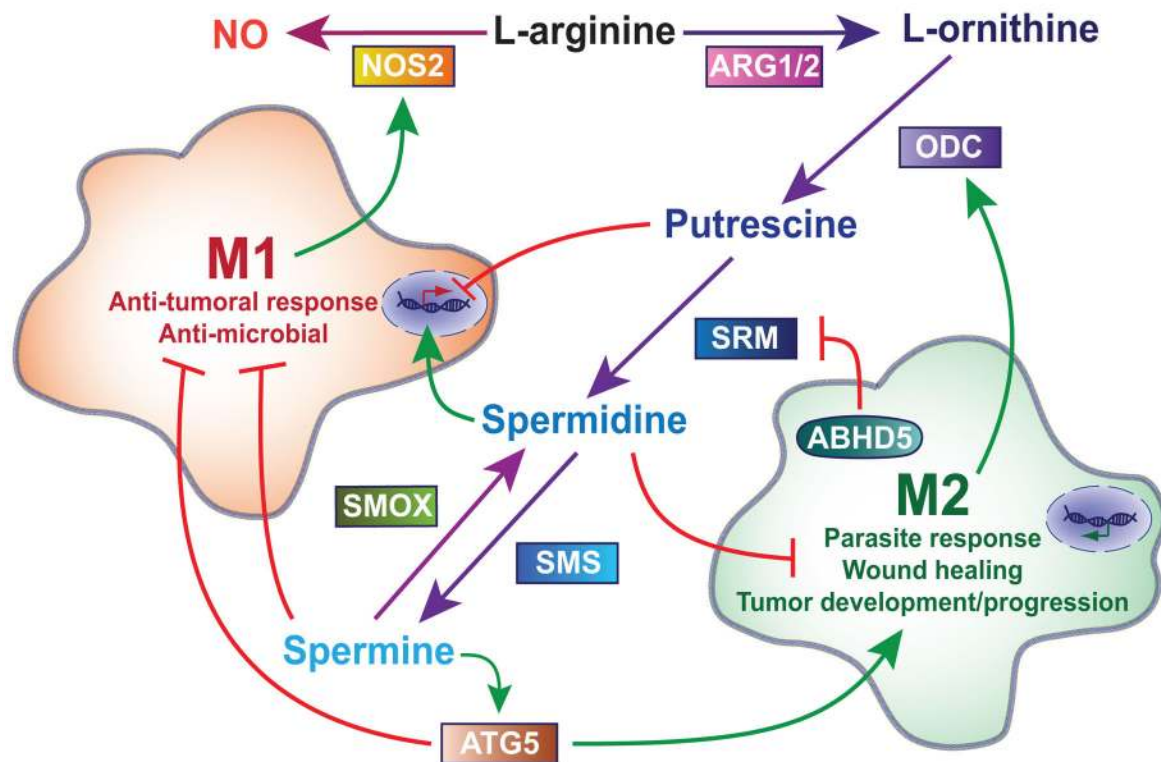 NO
L-arginine
L-ornithine
NOS2
ARG1/2
ODC
Putrescine
M1
Anti-tumoral response
Anti-microbial
SRM
Spermidine
ABHD5
M2
Parasite response
Wound healing
Tumor development/progression
SMOX
SMS
Spermine
ATG5